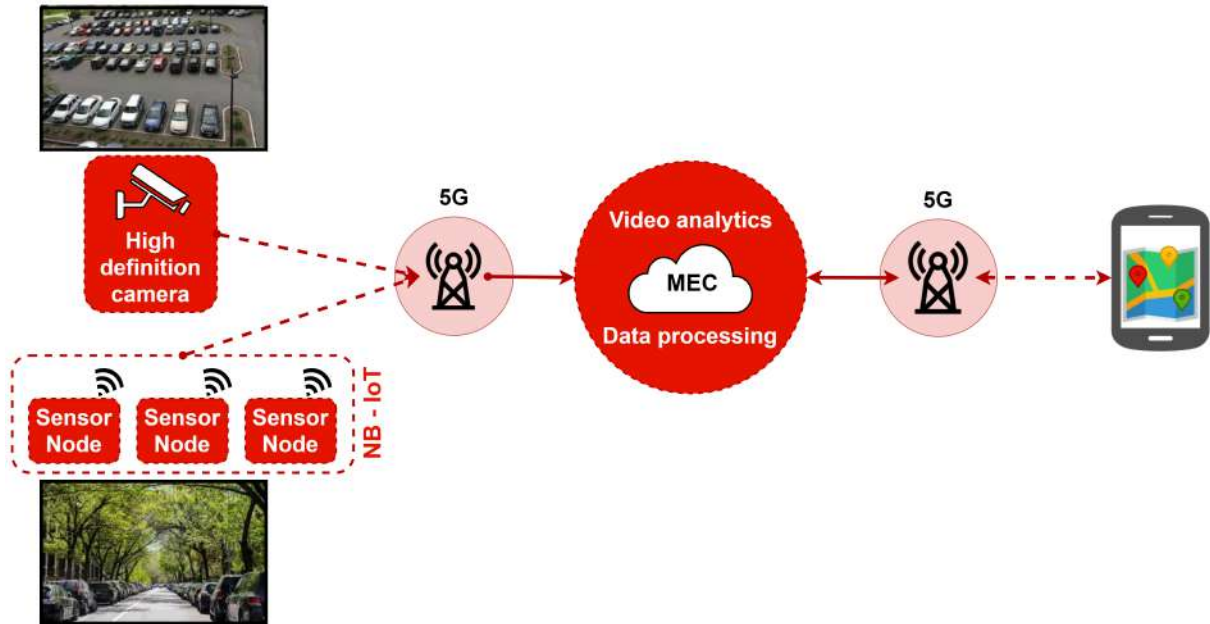 High
definition
camera
5G
Video analytics
MEC
Data processing
5G
Sensor
Node
Sensor
Node
Sensor
Node
NB - IoT